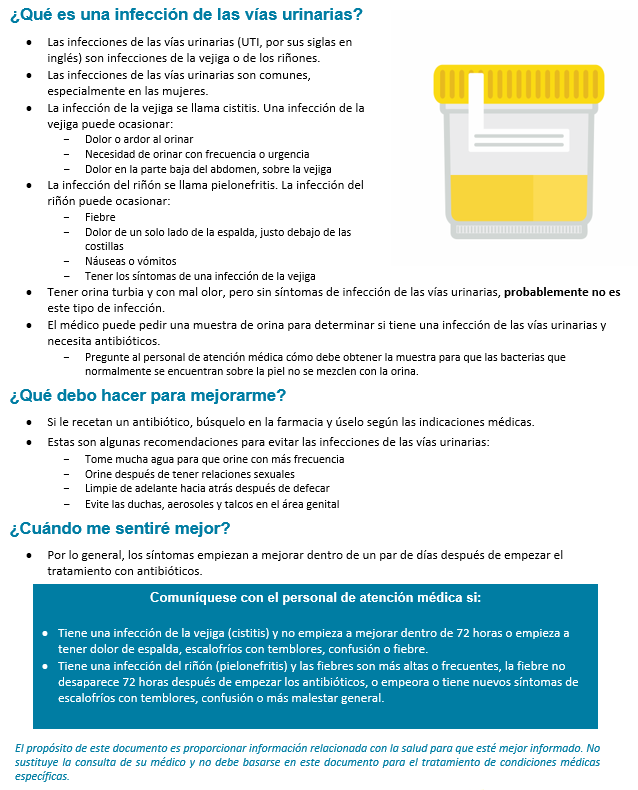 ¿Qué es una infección de las vías urinarias?
● Las infecciones de las vías urinarias (UTI, por sus siglas en
inglés) son infecciones de la vejiga o de los riñones.
● Las infecciones de las vías urinarias son comunes,
especialmente en las mujeres.
● La infección de la vejiga se llama cistitis. Una infección de la
vejiga puede ocasionar:
– Dolor o ardor al orinar
– Necesidad de orinar con frecuencia o urgencia
– Dolor en la parte baja del abdomen, sobre la vejiga
● La infección del riñón se llama pielonefritis. La infección del
riñón puede ocasionar:
– Fiebre
– Dolor de un solo lado de la espalda, justo debajo de las
costillas
– Náuseas o vómitos
– Tener los síntomas de una infección de la vejiga
● Tener orina turbia y con mal olor, pero sin síntomas de infección de las vías urinarias, probablemente no es
este tipo de infección.
● El médico puede pedir una muestra de orina para determinar si tiene una infección de las vías urinarias y
necesita antibióticos.
– Pregunte al personal de atención médica cómo debe obtener la muestra para que las bacterias que
normalmente se encuentran sobre la piel no se mezclen con la orina.
¿Qué debo hacer para mejorarme?
● Si le recetan un antibiótico, búsquelo en la farmacia y úselo según las indicaciones médicas.
● Estas son algunas recomendaciones para evitar las infecciones de las vías urinarias:
– Tome mucha agua para que orine con más frecuencia
– Orine después de tener relaciones sexuales
– Limpie de adelante hacia atrás después de defecar
– Evite las duchas, aerosoles y talcos en el área genital
¿Cuándo me sentiré mejor?
● Por lo general, los síntomas empiezan a mejorar dentro de un par de días después de empezar el
tratamiento con antibióticos.
Comuníquese con el personal de atención médica si:
● Tiene una infección de la vejiga (cistitis) y no empieza a mejorar dentro de 72 horas o empieza a
tener dolor de espalda, escalofríos con temblores, confusión o fiebre.
● Tiene una infección del riñón (pielonefritis) y las fiebres son más altas o frecuentes, la fiebre no
desaparece 72 horas después de empezar los antibióticos, o empeora o tiene nuevos síntomas de
escalofríos con temblores, confusión o más malestar general.
El propósito de este documento es proporcionar información relacionada con la salud para que esté mejor informado. No
sustituye la consulta de su médico y no debe basarse en este documento para el tratamiento de condiciones médicas
específicas.